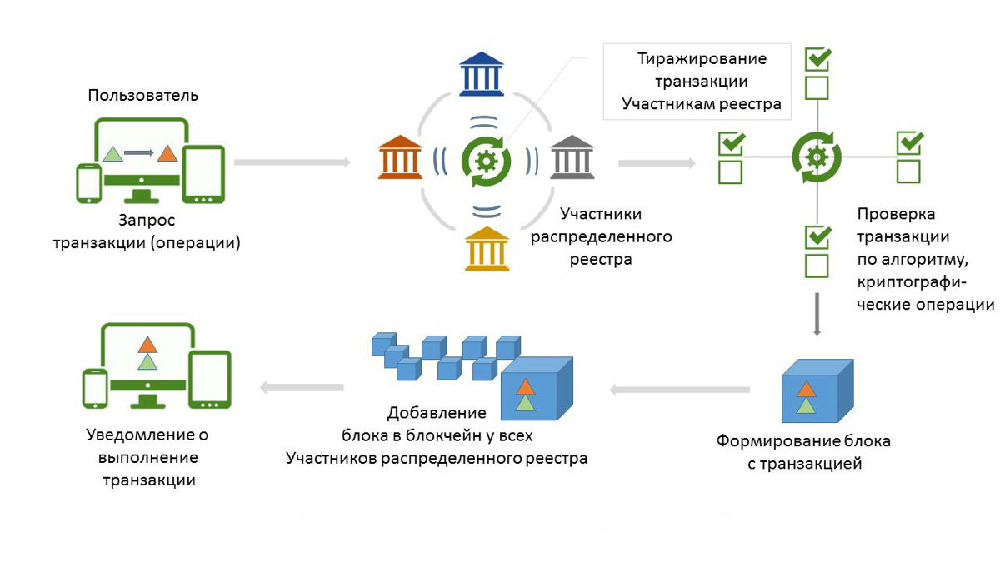 Пользователь
Запрос
транзакции (операции)
Тиражирование
транзакции
Участникам реестра
Участники
распределенного
реестра
Проверка
транзакции
по алгоритму,
криптографи-
ческие операции
Формирование блока
с транзакцией
Добавление
блока в блокчейн у всех
Участников распределенного реестра
Уведомление о
выполнение
транзакции